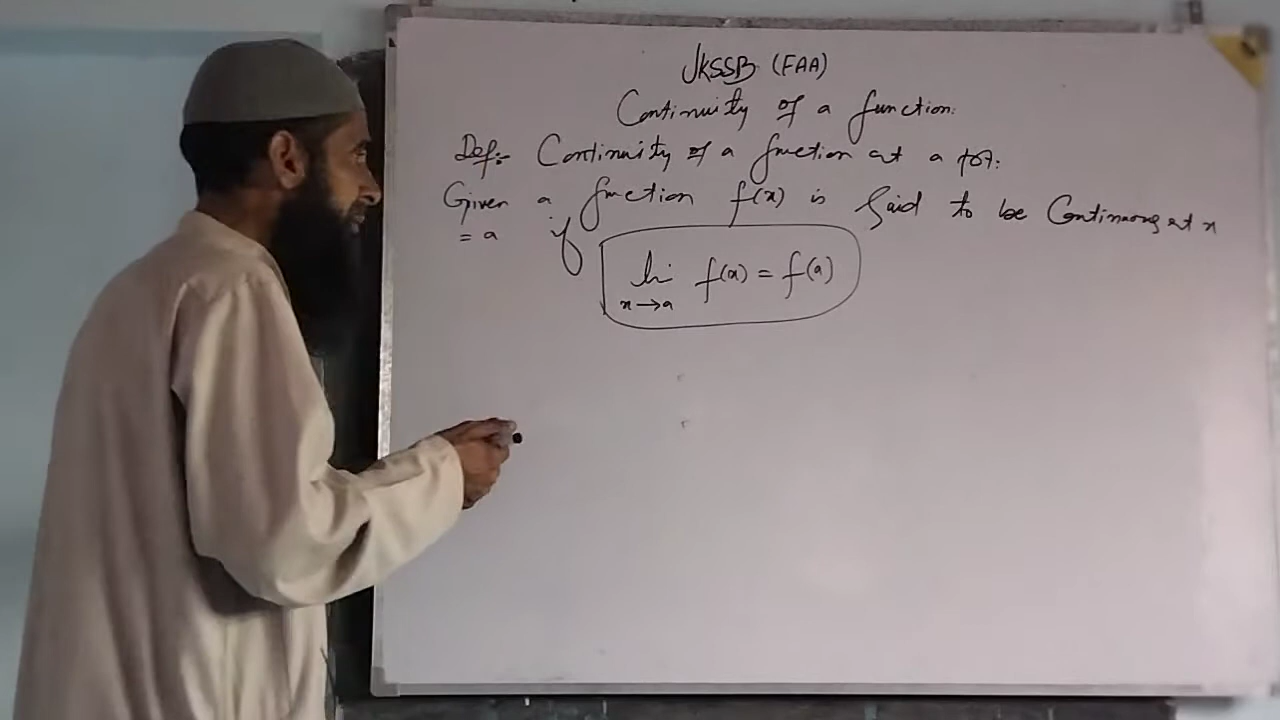 JKSSB (FAA)
Continuity of a function.
Def:- Continuity of a function at a pt:
Given a function f(x) is Said to be Continuous at x
= a if
lim f(x) = f(a)
x→a